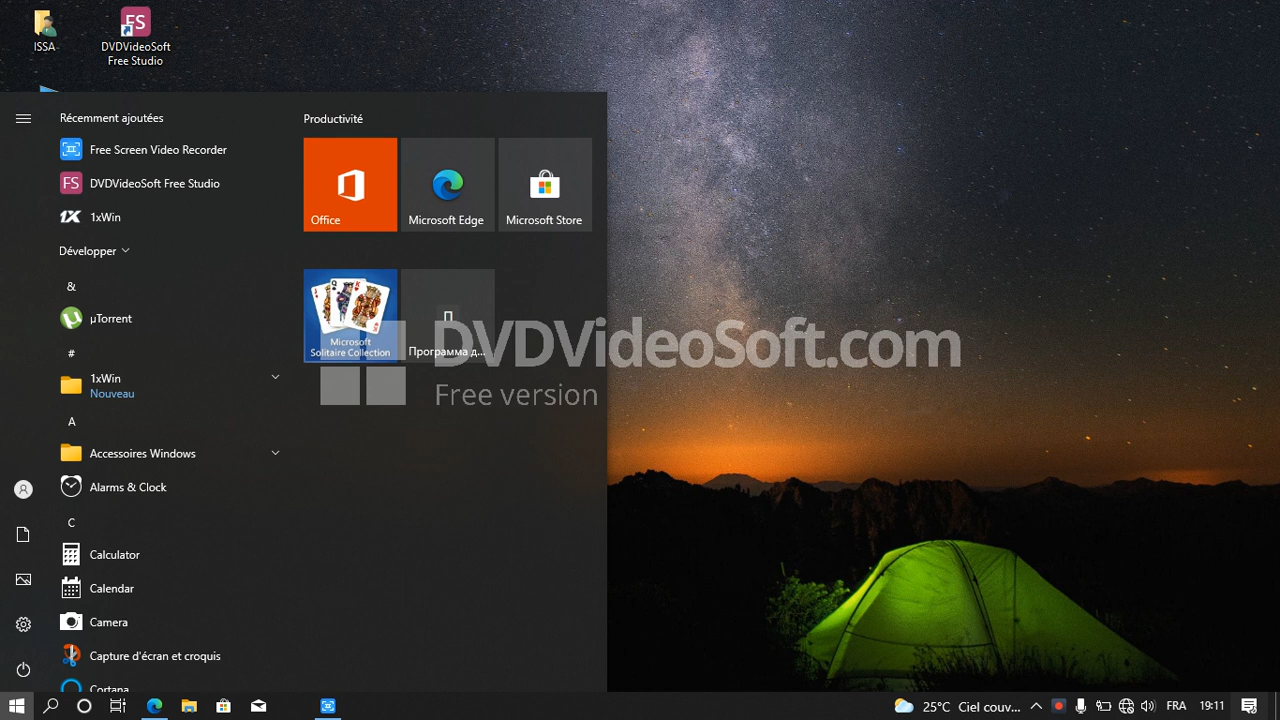 ISSA
FS
DVDVideoSoft
Free Studio
Récemment ajoutées
Free Screen Video Recorder
FS
DVDVideoSoft Free Studio
1X
1xWin
Développer
&
µTorrent
#
1xWin
Nouveau
A
Accessoires Windows
Alarms & Clock
C
Calculator
Calendar
Camera
Capture d'écran et croquis
Cortana
Productivité
Office
Microsoft Edge
Microsoft Store
Microsoft
Solitaire Collection
П
Программа д...
DVDVideoSoft.com
Free version
25°C Ciel couv...
FRA
19:11